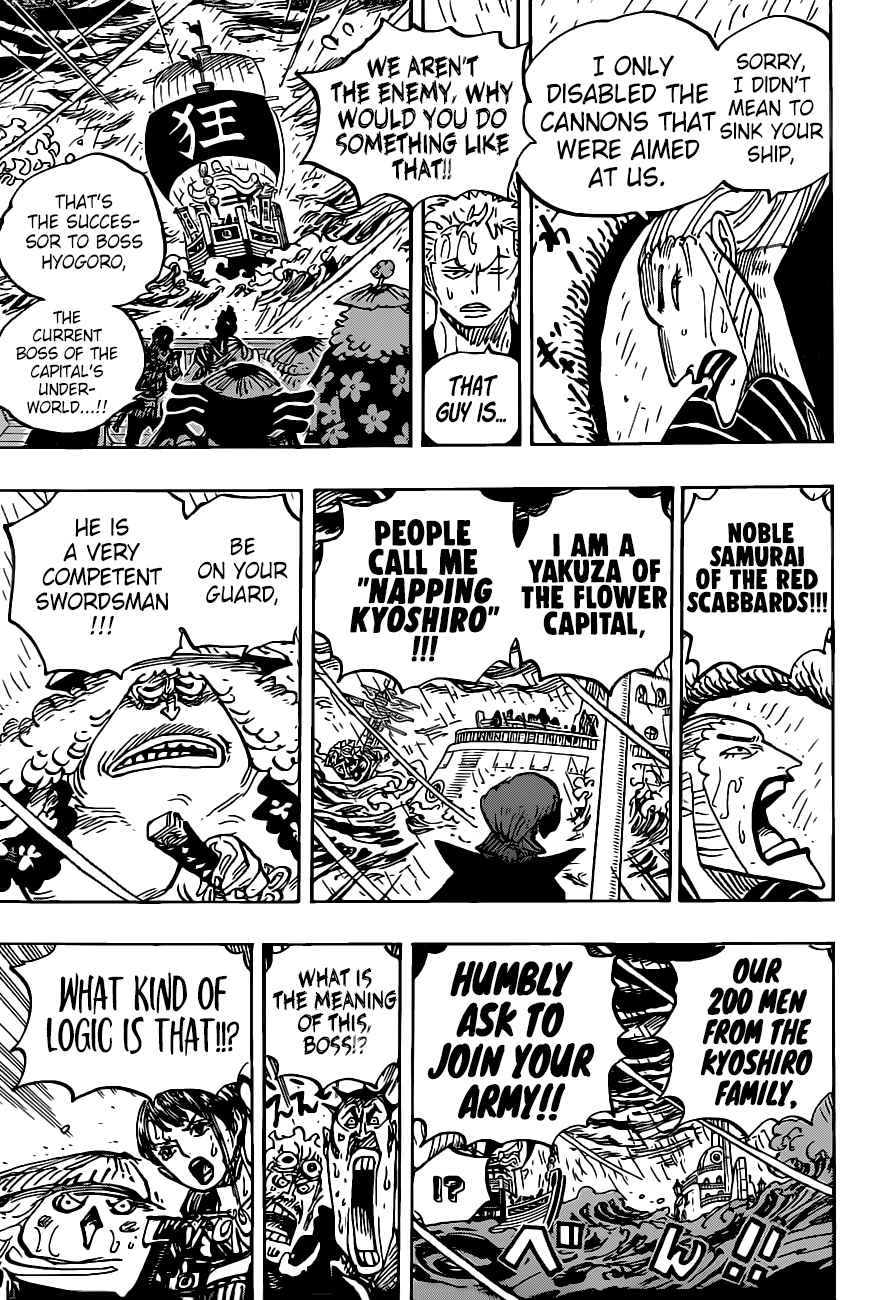 SORRY,
I DIDN'T
MEAN TO
SINK YOUR
SHIP,
I ONLY
DISABLED THE
CANNONS THAT
WERE AIMED
AT US.
WE AREN'T
THE ENEMY, WHY
WOULD YOU DO
SOMETHING LIKE
THAT!!
THAT
GUY IS...
狂
THAT'S
THE SUCCES-
SOR TO BOSS
HYOGORO,
THE
CURRENT
BOSS OF THE
CAPITAL'S
UNDER-
WORLD...!!
NOBLE
SAMURAI
OF THE RED
SCABBARDS!!!
I AM A
YAKUZA OF
THE FLOWER
CAPITAL,
PEOPLE
CALL ME
"NAPPING
KYOSHIRO"
!!!
BE
ON YOUR
GUARD,
HE IS
A VERY
COMPETENT
SWORDSMAN
!!!
OUR
200 MEN
FROM THE
KYOSHIRO
FAMILY,
HUMBLY
ASK TO
JOIN YOUR
ARMY!!
!?
べん!!
WHAT IS
THE MEANING
OF THIS,
BOSS!?
WHAT KIND OF
LOGIC IS THAT!!!?